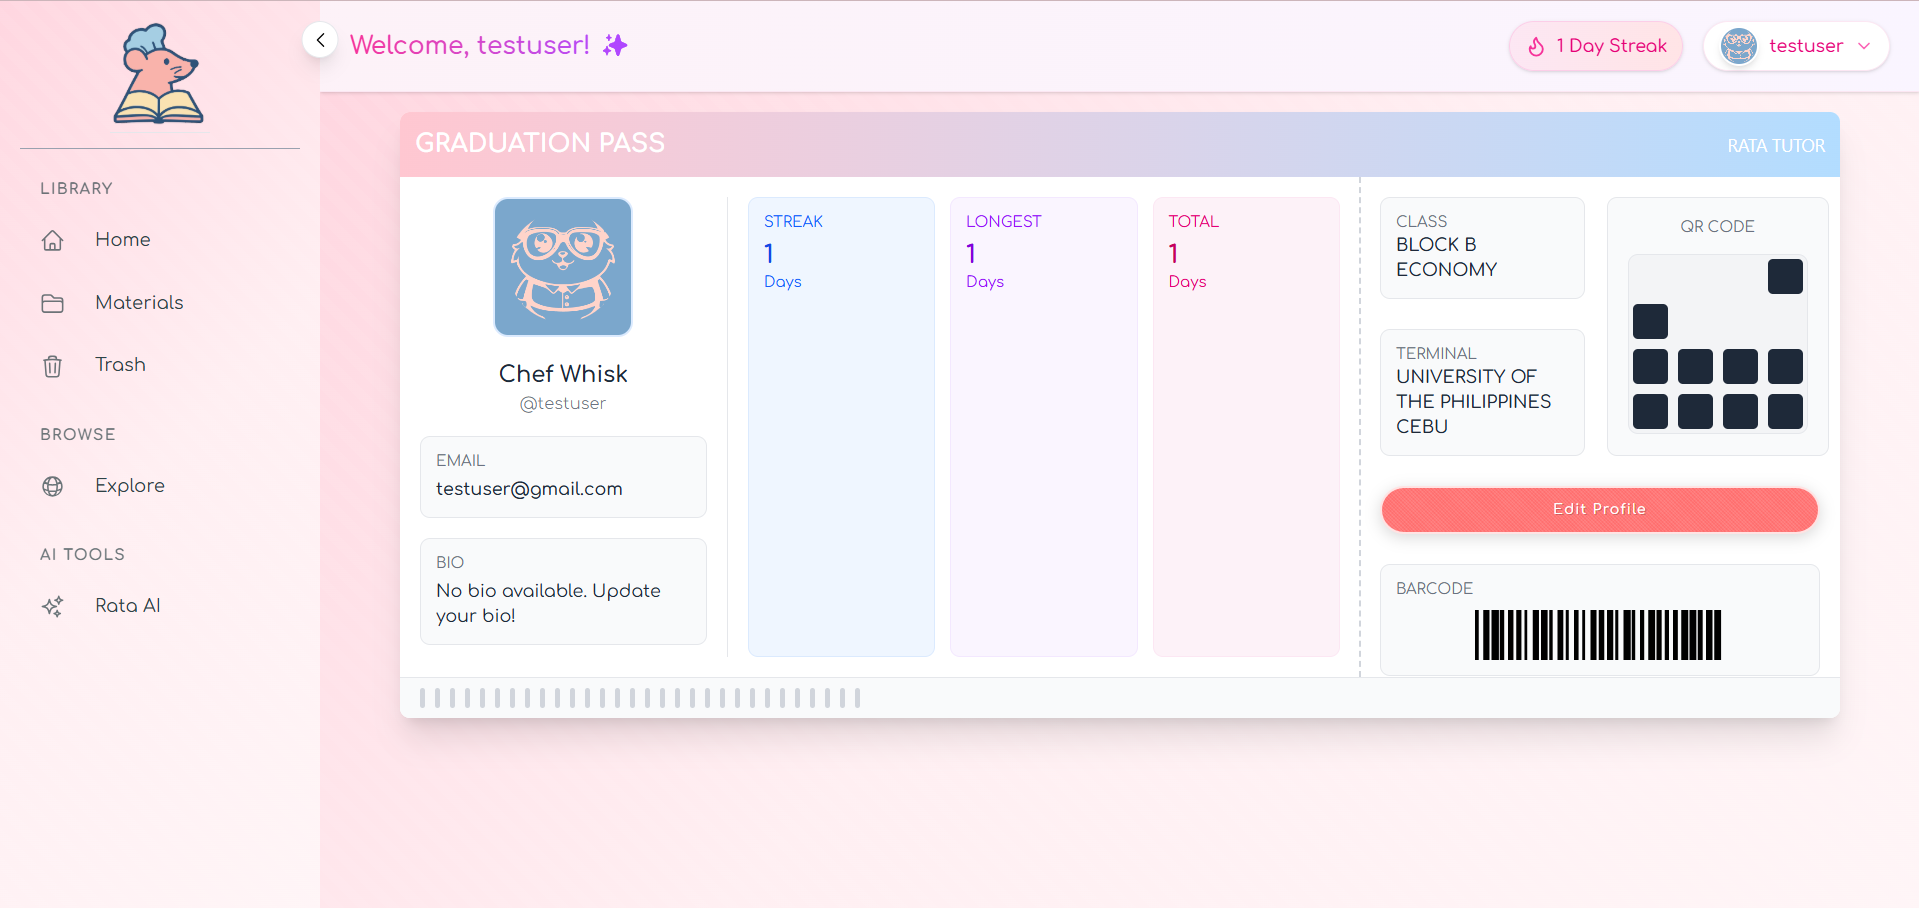 Welcome, testuser!
1 Day Streak
testuser
LIBRARY
Home
Materials
Trash
BROWSE
Explore
AI TOOLS
Rata AI
GRADUATION PASS
RATA TUTOR
Chef Whisk
@testuser
EMAIL
testuser@gmail.com
BIO
No bio available. Update
your bio!
STREAK
1
Days
LONGEST
1
Days
TOTAL
1
Days
CLASS
BLOCK B
ECONOMY
TERMINAL
UNIVERSITY OF
THE PHILIPPINES
CEBU
QR CODE
Edit Profile
BARCODE